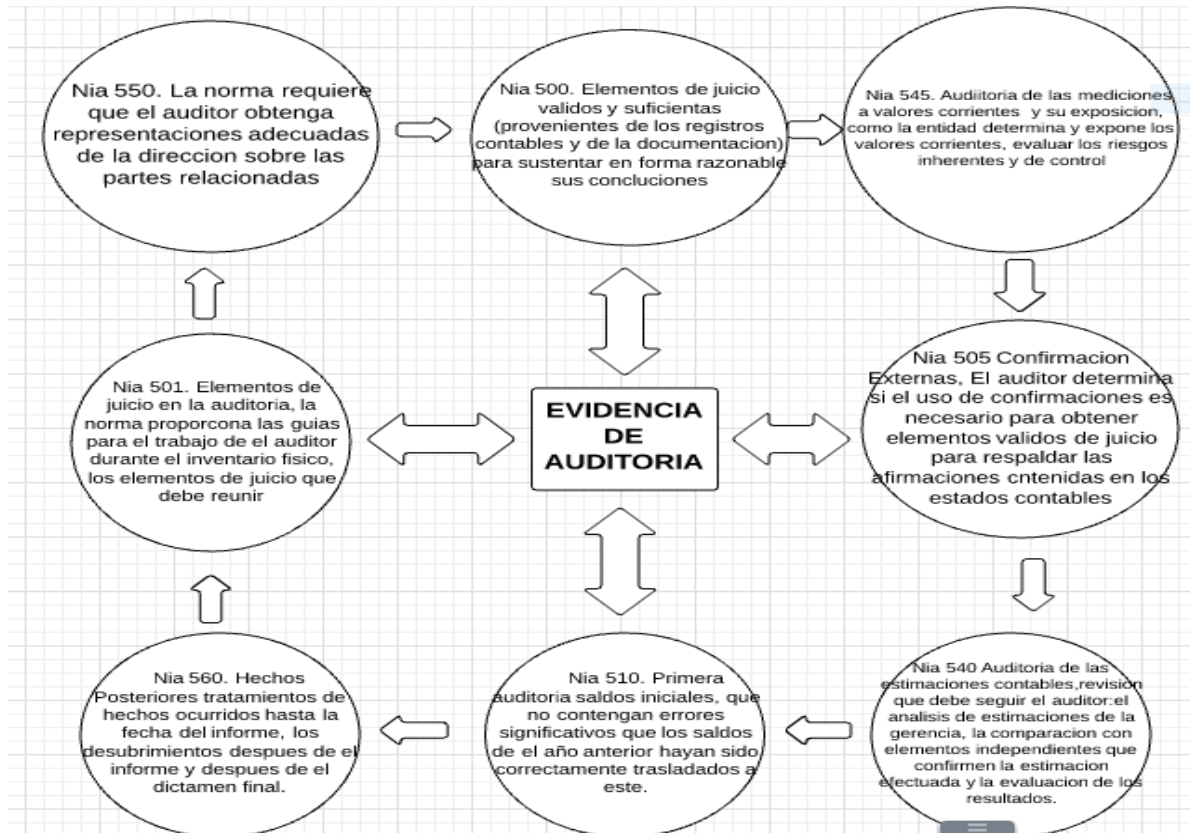 Nia 550. La norma requiere
que el auditor obtenga
representaciones adecuadas
de la direccion sobre las
partes relacionadas
Nia 500. Elementos de juicio
validos y suficientas
(provenientes de los registros
contables y de la documentacion)
para sustentar en forma razonable
sus concluciones
Nia 545. Audiitoria de las mediciones
a valores corrientes y su exposicion,
como la entidad determina y expone los
valores corrientes, evaluar los riesgos
inherentes y de control
Nia 501. Elementos de
juicio en la auditoria, la
norma proporcona las guias
para el trabajo de el auditor
durante el inventario fisico,
los elementos de juicio que
debe reunir
EVIDENCIA
DE
AUDITORIA
Nia 505 Confirmacion
Externas, El auditor determina
si el uso de confirmaciones es
necesario para obtener
elementos validos de juicio
para respaldar las
afirmaciones cntenidas en los
estados contables
Nia 560. Hechos
Posteriores tratamientos de
hechos ocurridos hasta la
fecha del informe, los
desubrimientos despues de el
informe y despues de el
dictamen final.
Nia 510. Primera
auditoria saldos iniciales, que
no contengan errores
significativos que los saldos
de el año anterior hayan sido
correctamente trasladados a
este.
Nia 540 Auditoria de las
estimaciones contables,revision
que debe seguir el auditor:el
analisis de estimaciones de la
gerencia, la comparacion con
elementos independientes que
confirmen la estimacion
efectuada y la evaluacion de los
resultados.